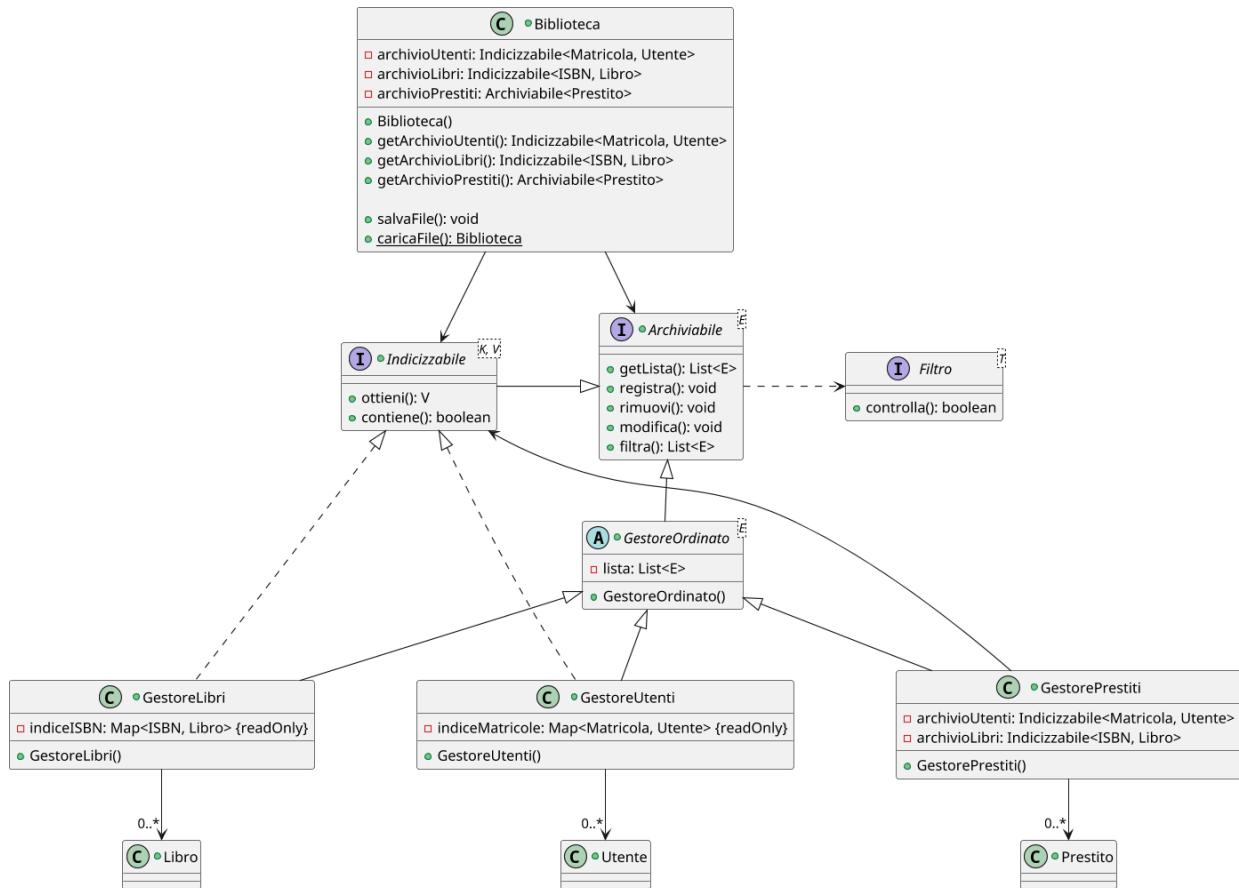 C Biblioteca
archivioUtenti: Indicizzabile<Matricola, Utente>
archivioLibri: Indicizzabile<ISBN, Libro>
archivioPrestiti: Archiviabile<Prestito>
Biblioteca()
getArchivioUtenti(): Indicizzabile<Matricola, Utente>
getArchivioLibri(): Indicizzabile<ISBN, Libro>
getArchivioPrestiti(): Archiviabile<Prestito>
salvaFile(): void
caricaFile(): Biblioteca
I Indicizzabile K, V
ottieni(): V
contiene(): boolean
I Archiviabile E
getLista(): List<E>
registra(): void
rimuovi(): void
modifica(): void
filtra(): List<E>
I Filtro T
controlla(): boolean
A GestoreOrdinato E
lista: List<E>
GestoreOrdinato()
C GestoreLibri
indiceISBN: Map<ISBN, Libro> {readOnly}
GestoreLibri()
C GestoreUtenti
indiceMatricole: Map<Matricola, Utente> {readOnly}
GestoreUtenti()
C GestorePrestiti
archivioUtenti: Indicizzabile<Matricola, Utente>
archivioLibri: Indicizzabile<ISBN, Libro>
GestorePrestiti()
0..*
0..*
0..*
C Libro
C Utente
C Prestito